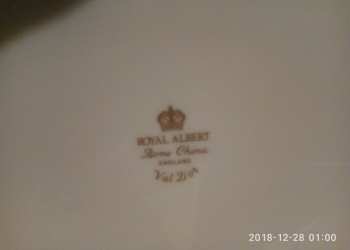 ROYAL ALBERT
Bone China
ENGLAND
Val D'or
2018-12-28 01:00